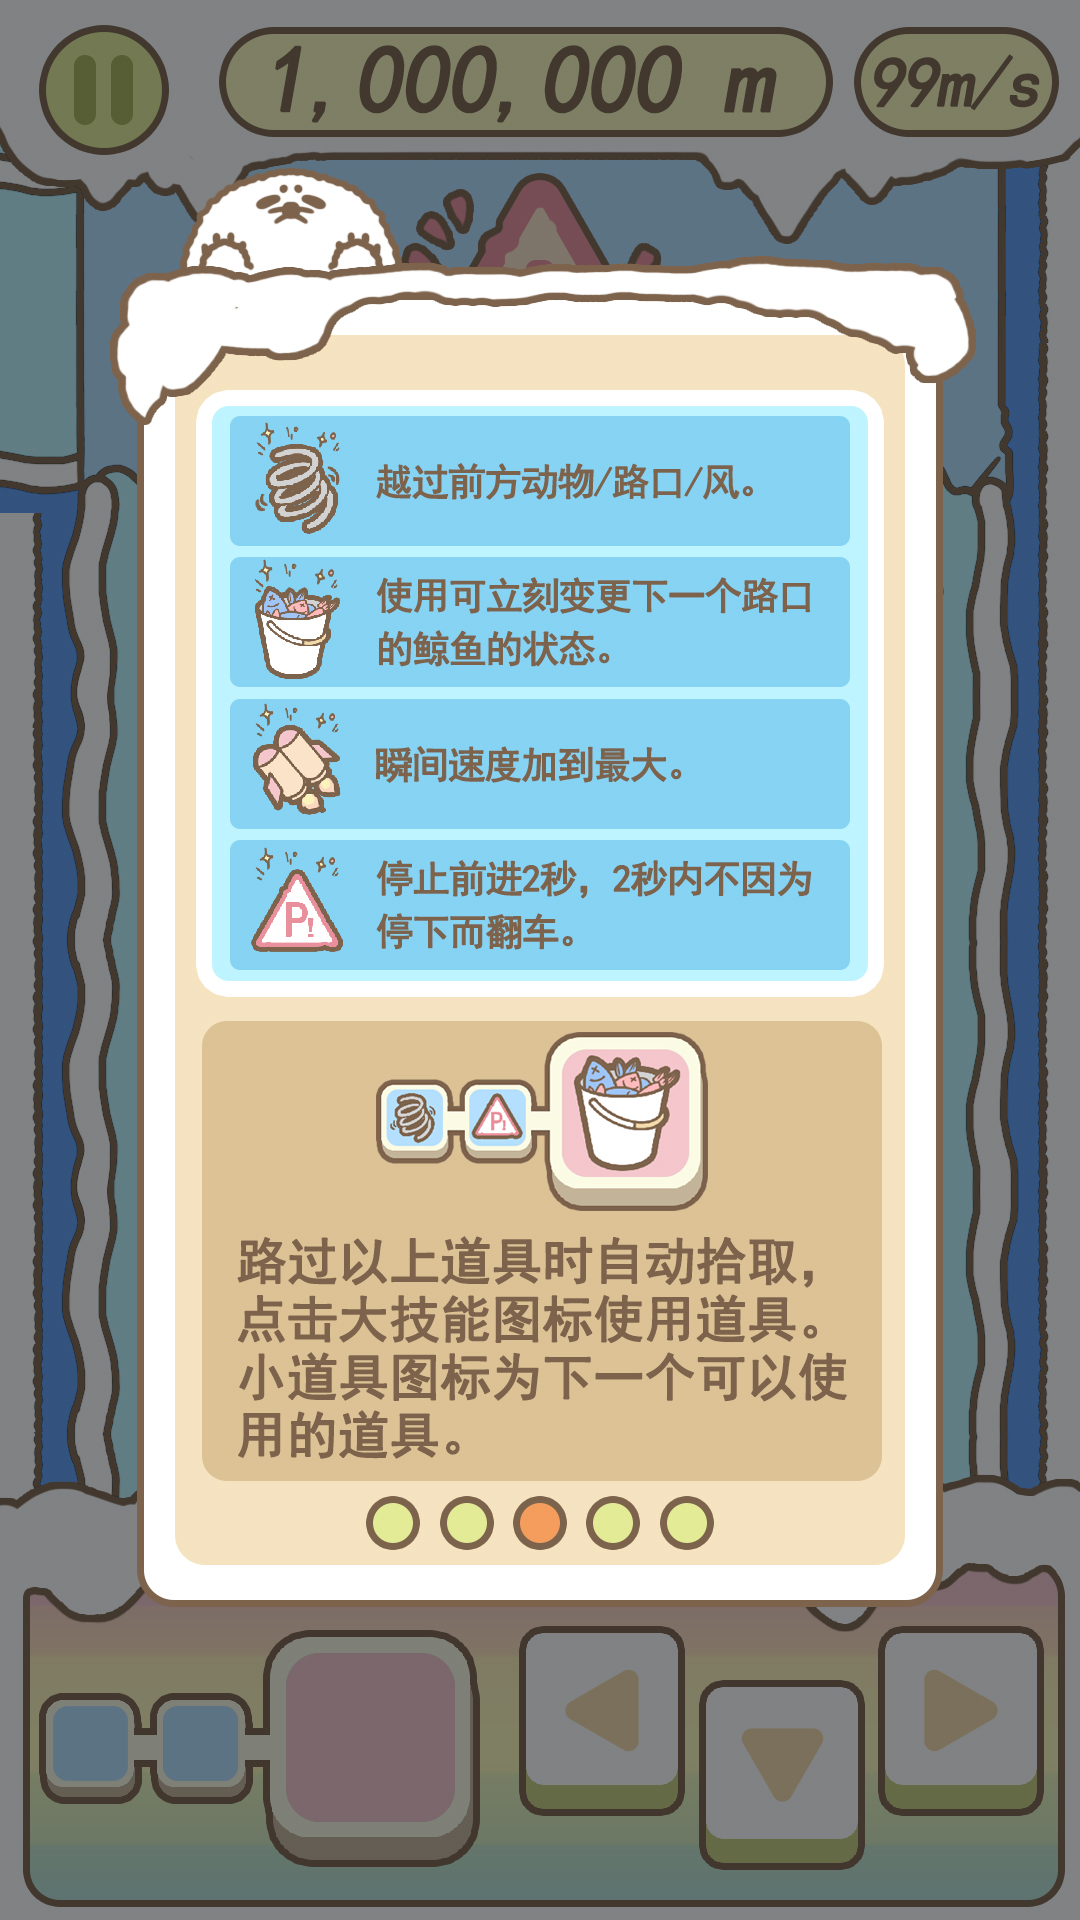 1,000,000 m
99m/s
越过前方动物/路口/风。
使用可立刻变更下一个路口
的鲸鱼的状态。
瞬间速度加到最大。
P!
停止前进2秒，2秒内不因为
停下而翻车。
P!
路过以上道具时自动拾取，
点击大技能图标使用道具。
小道具图标为下一个可以使
用的道具。